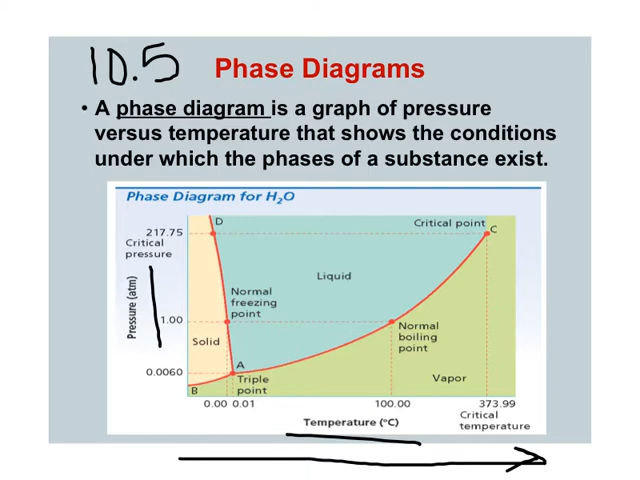 10.5 Phase Diagrams
• A phase diagram is a graph of pressure
versus temperature that shows the conditions
under which the phases of a substance exist.
Phase Diagram for H₂O
D
Critical point
C
217.75
Critical
pressure
Liquid
Pressure (atm)
Normal
freezing
point
1.00
Normal
boiling
point
Solid
A
0.0060
Triple
point
Vapor
B
0.00 0.01 100.00 373.99
Critical
temperature
Temperature (°C)